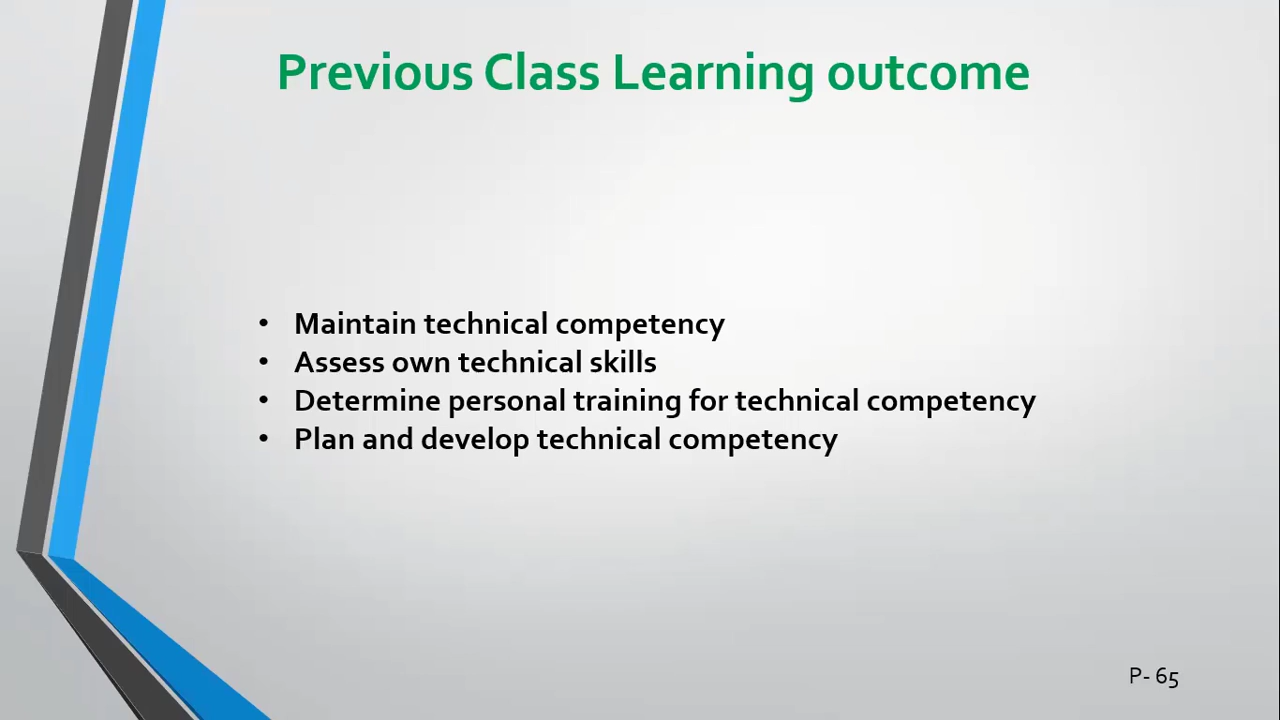 Previous Class Learning outcome
• Maintain technical competency
• Assess own technical skills
• Determine personal training for technical competency
• Plan and develop technical competency
P- 65